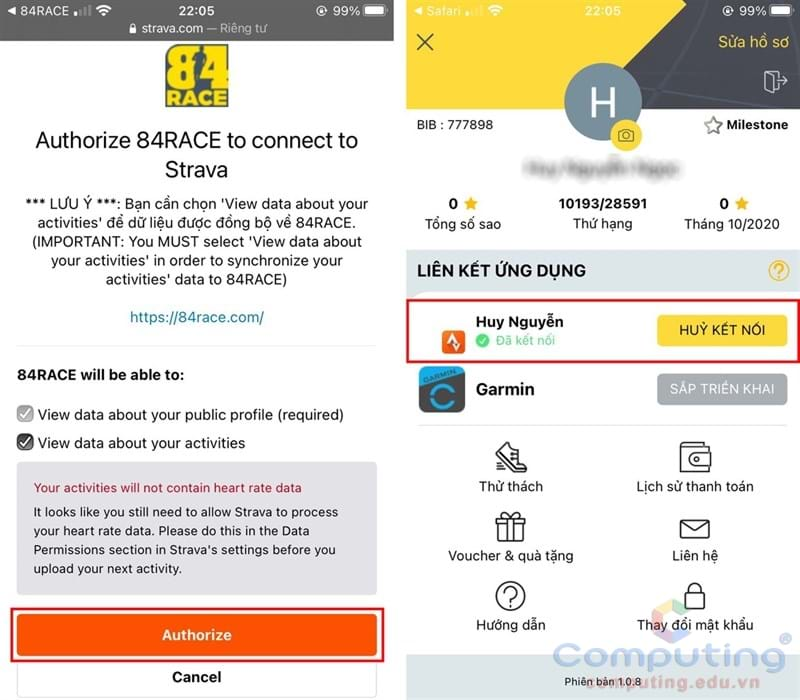 84RACE
22:05
99%
strava.com — Riêng tư
84
RACE
Authorize 84RACE to connect to
Strava
*** LƯU Ý ***: Bạn cần chọn 'View data about your
activities' để dữ liệu được đồng bộ về 84RACE.
(IMPORTANT: You MUST select 'View data about
your activities' in order to synchronize your
activities' data to 84RACE)
https://84race.com/
84RACE will be able to:
View data about your public profile (required)
View data about your activities
Your activities will not contain heart rate data
It looks like you still need to allow Strava to process
your heart rate data. Please do this in the Data
Permissions section in Strava's settings before you
upload your next activity.
Authorize
Cancel
Safari
22:05
99%
Sửa hồ sơ
H
BIB : 777898
Milestone
0
10193/28591
0
Tổng số sao
Thứ hạng
Tháng 10/2020
LIÊN KẾT ỨNG DỤNG
Huy Nguyễn
Đã kết nối
HUỶ KẾT NỐI
GARMIN
Garmin
SẮP TRIỂN KHAI
Thử thách
Lịch sử thanh toán
Voucher & quà tặng
Liên hệ
Hướng dẫn
Thay đổi mật khẩu
Computing®
Phiên bản 1.0.8
computing.edu.vn